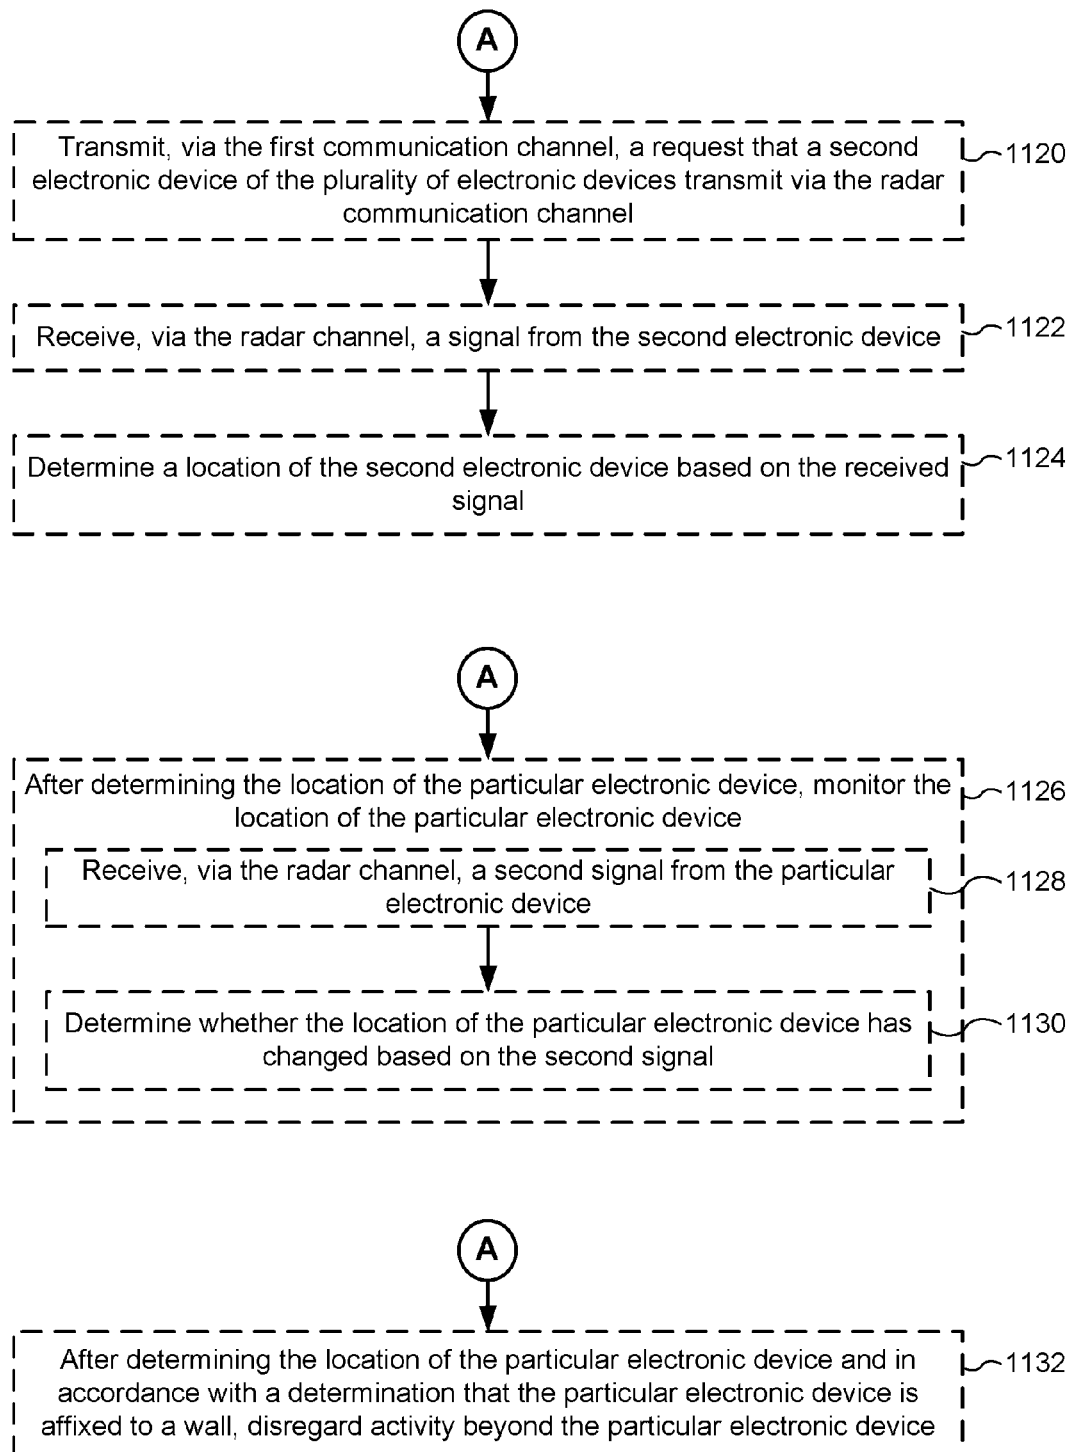 A
Transmit, via the first communication channel, a request that a second
electronic device of the plurality of electronic devices transmit via the radar
communication channel
1120
Receive, via the radar channel, a signal from the second electronic device
1122
Determine a location of the second electronic device based on the received
signal
1124
A
After determining the location of the particular electronic device, monitor the
location of the particular electronic device
1126
Receive, via the radar channel, a second signal from the particular
electronic device
1128
Determine whether the location of the particular electronic device has
changed based on the second signal
1130
A
After determining the location of the particular electronic device and in
accordance with a determination that the particular electronic device is
affixed to a wall, disregard activity beyond the particular electronic device
1132